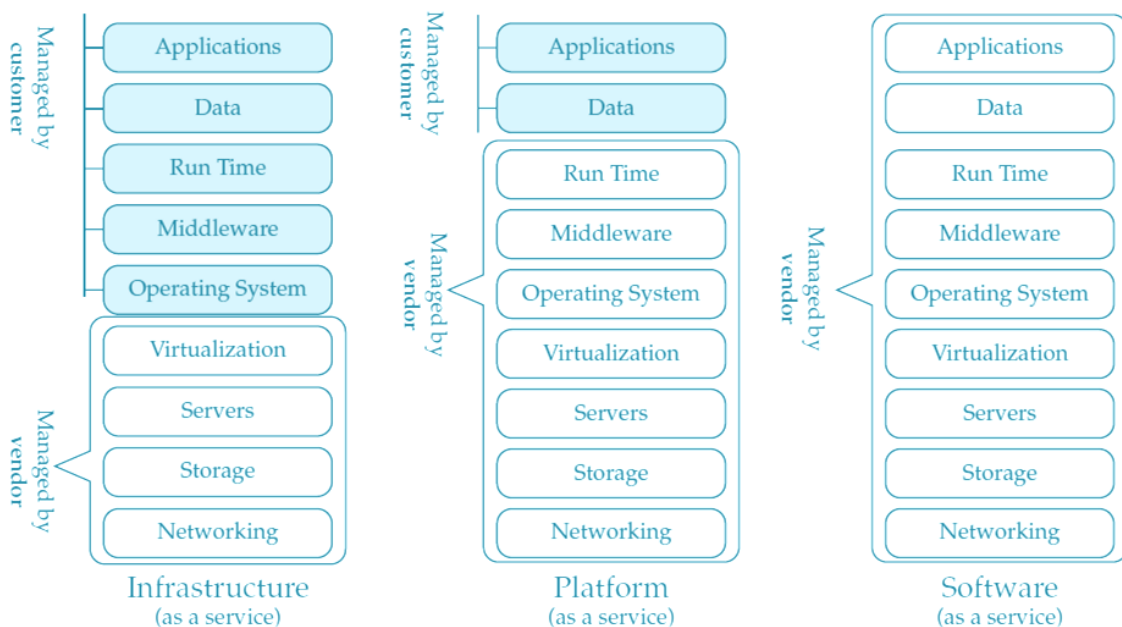 Managed by
customer
Applications
Data
Run Time
Middleware
Operating System
Managed by
vendor
Virtualization
Servers
Storage
Networking
Infrastructure
(as a service)
Managed by
customer
Applications
Data
Managed by
vendor
Run Time
Middleware
Operating System
Virtualization
Servers
Storage
Networking
Platform
(as a service)
Managed by
vendor
Applications
Data
Run Time
Middleware
Operating System
Virtualization
Servers
Storage
Networking
Software
(as a service)